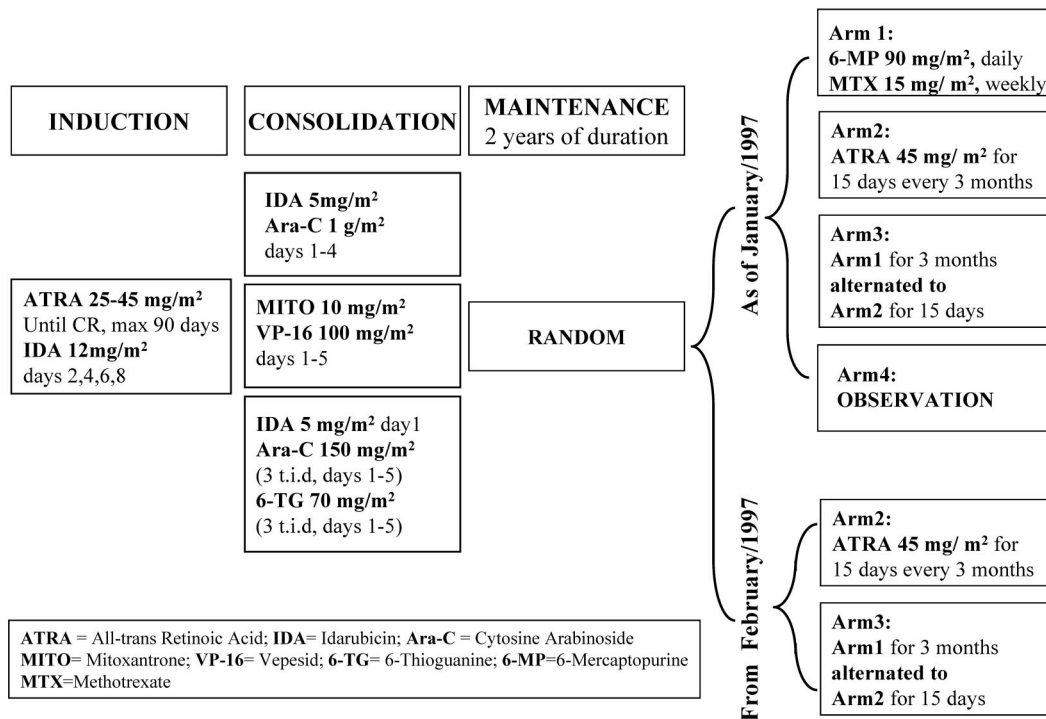 INDUCTION
CONSOLIDATION
MAINTENANCE
2 years of duration
ATRA 25-45 mg/m²
Until CR, max 90 days
IDA 12mg/m²
days 2,4,6,8
IDA 5mg/m²
Ara-C 1 g/m²
days 1-4
MITO 10 mg/m²
VP-16 100 mg/m²
days 1-5
IDA 5 mg/m² day1
Ara-C 150 mg/m²
(3 t.i.d, days 1-5)
6-TG 70 mg/m²
(3 t.i.d, days 1-5)
RANDOM
As of January/1997
Arm 1:
6-MP 90 mg/m², daily
MTX 15 mg/ m², weekly
Arm2:
ATRA 45 mg/ m² for
15 days every 3 months
Arm3:
Arm1 for 3 months
alternated to
Arm2 for 15 days
Arm4:
OBSERVATION
From February/1997
Arm2:
ATRA 45 mg/ m² for
15 days every 3 months
Arm3:
Arm1 for 3 months
alternated to
Arm2 for 15 days
ATRA = All-trans Retinoic Acid; IDA= Idarubicin; Ara-C = Cytosine Arabinoside
MITO= Mitoxantrone; VP-16= Vepesid; 6-TG= 6-Thioguanine; 6-MP=6-Mercaptopurine
MTX=Methotrexate